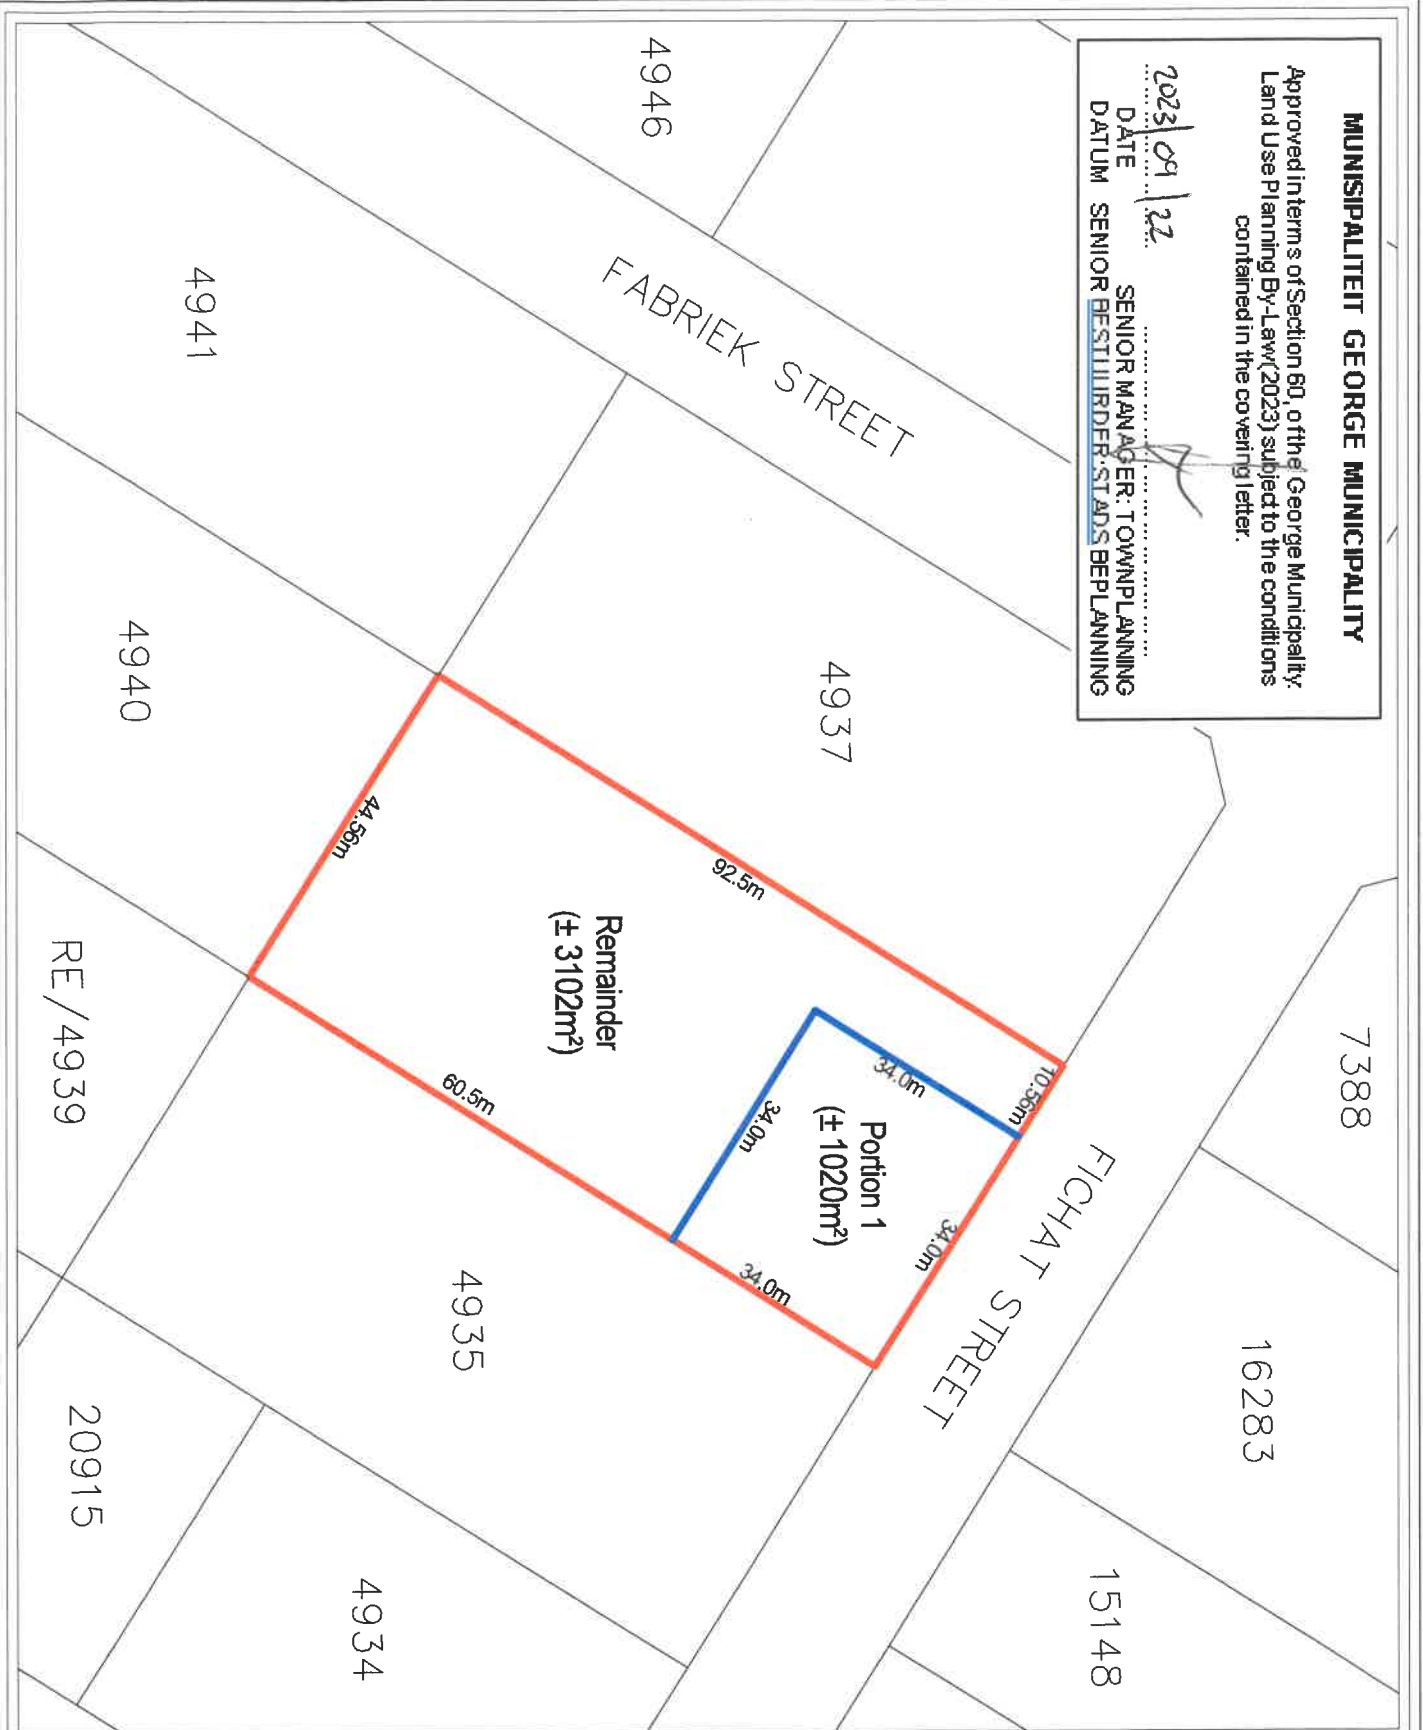 MUNISIPALITEIT GEORGE MUNICIPALITY
Approved in terms of Section 60, of the George Municipality:
Land Use Planning By-Law (2023) subject to the conditions
contained in the covering letter.
2023/09/22
DATE SENIOR MANAGER: TOWN PLANNING
DATUM SENIOR BESTUURDER: STADSBEPLANNING
7388
16283
15148
FICHAT STREET
FABRIEK STREET
4946
4937
4941
4940
RE/4939
4935
4934
20915
10.56m
34.0m
34.0m
34.0m
34.0m
Portion 1
(± 1020m²)
92.5m
Remainder
(± 3102m²)
60.5m
44.56m